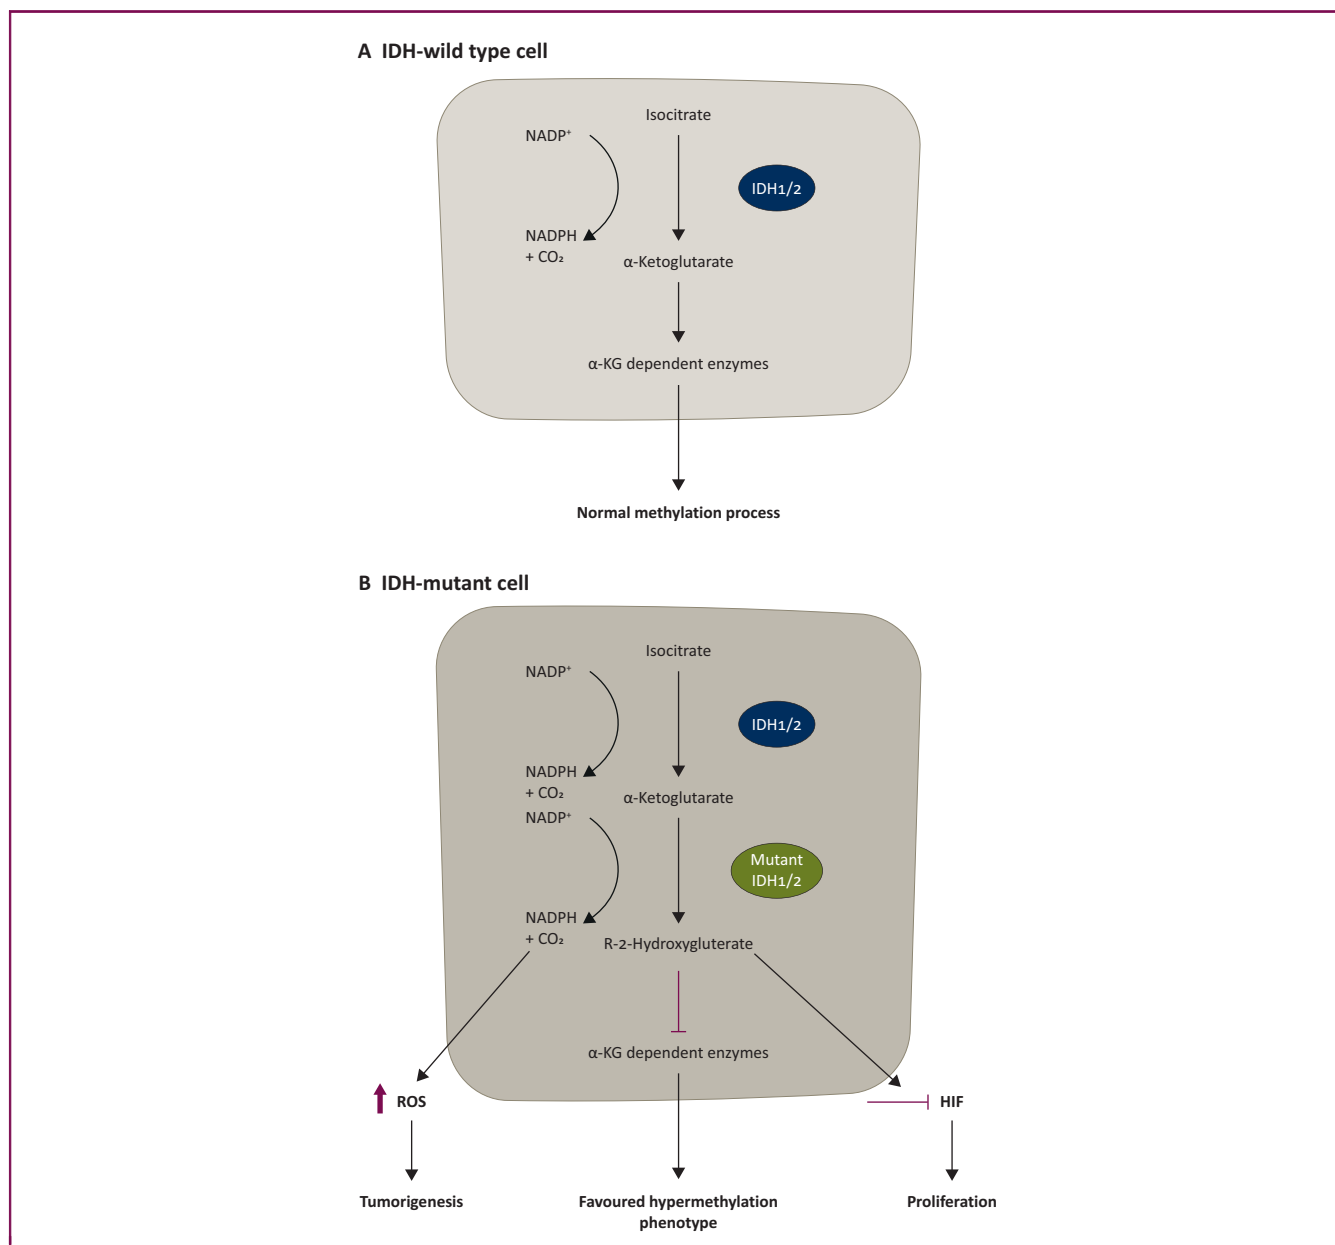 A IDH-wild type cell
Isocitrate
NADP⁺
IDH1/2
NADPH
+ CO₂
α-Ketoglutarate
α-KG dependent enzymes
Normal methylation process
B IDH-mutant cell
Isocitrate
NADP⁺
IDH1/2
NADPH
+ CO₂
α-Ketoglutarate
NADP⁺
Mutant
IDH1/2
NADPH
+ CO₂
R-2-Hydroxygluterate
α-KG dependent enzymes
ROS
HIF
Tumorigenesis
Favoured hypermethylation
phenotype
Proliferation